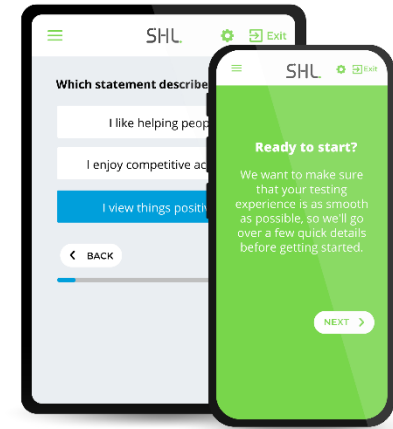 SHL.
Exit
Which statement describe
I like helping peop
I enjoy competitive ac
I view things positiv
BACK
SHL.
Exit
Ready to start?
We want to make sure
that your testing
experience is as smooth
as possible, so we'll go
over a few quick details
before getting started.
NEXT